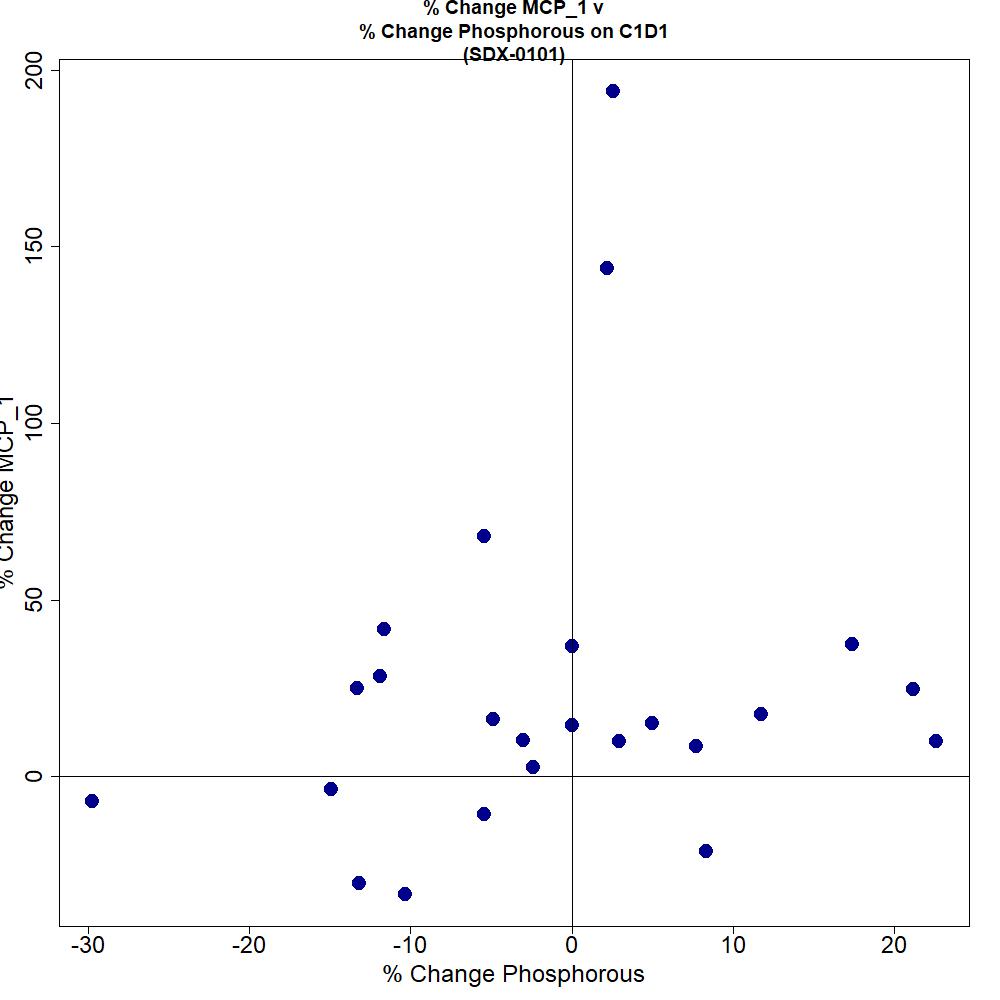 % Change MCP_1 v
% Change Phosphorous on C1D1
(SDX-0101)
200
150
100
50
0
% Change MCP_1
-30
-20
-10
0
10
20
% Change Phosphorous